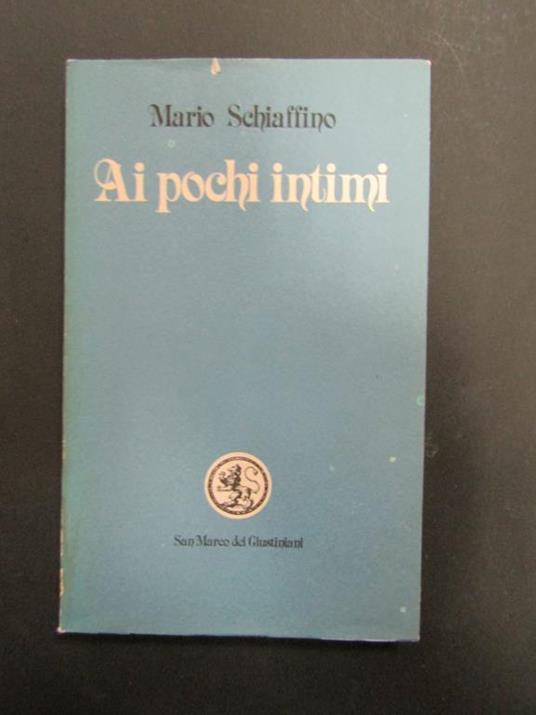 Mario Schiaffino
Ai pochi intimi
San Marco dei Giustiniani